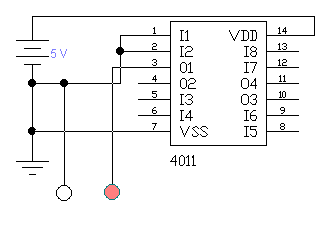 5V
1 I1 VDD 14
2 I2 I8 13
3 O1 I7 12
4 O2 O4 11
5 I3 O3 10
6 I4 I6 9
7 VSS I5 8
4011